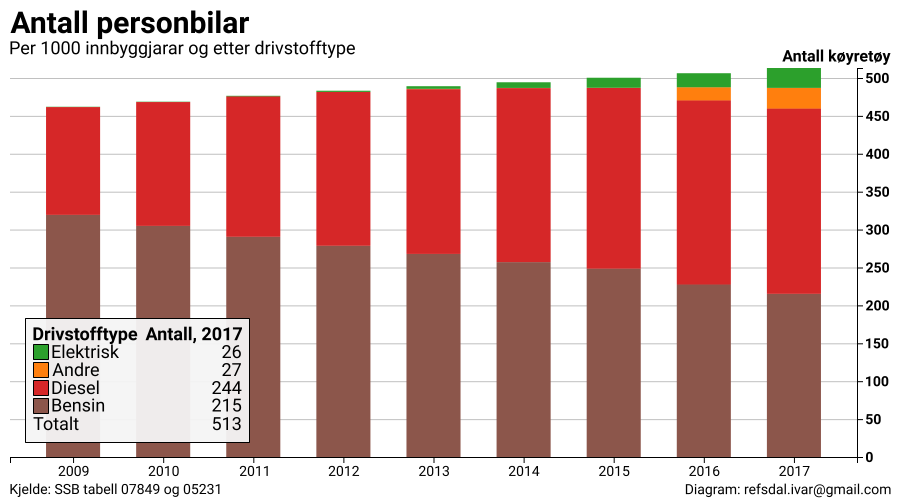 Antall personbilar
Per 1000 innbyggjarar og etter drivstofftype
Antall køyretøy
500
450
400
350
300
250
200
150
100
50
0
Drivstofftype Antall, 2017
Elektrisk 26
Andre 27
Diesel 244
Bensin 215
Totalt 513
2009 2010 2011 2012 2013 2014 2015 2016 2017
Kjelde: SSB tabell 07849 og 05231 Diagram: refsdal.ivar@gmail.com